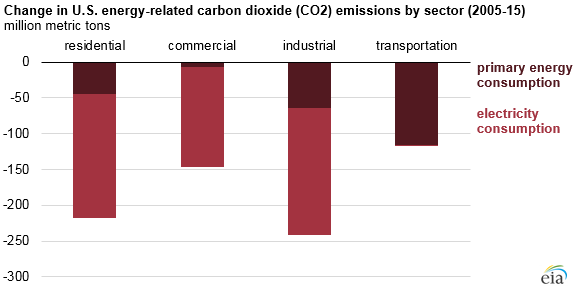 Change in U.S. energy-related carbon dioxide (CO2) emissions by sector (2005-15)
million metric tons
residential commercial industrial transportation
0
-50
-100
-150
-200
-250
-300
primary energy
consumption
electricity
consumption
eia